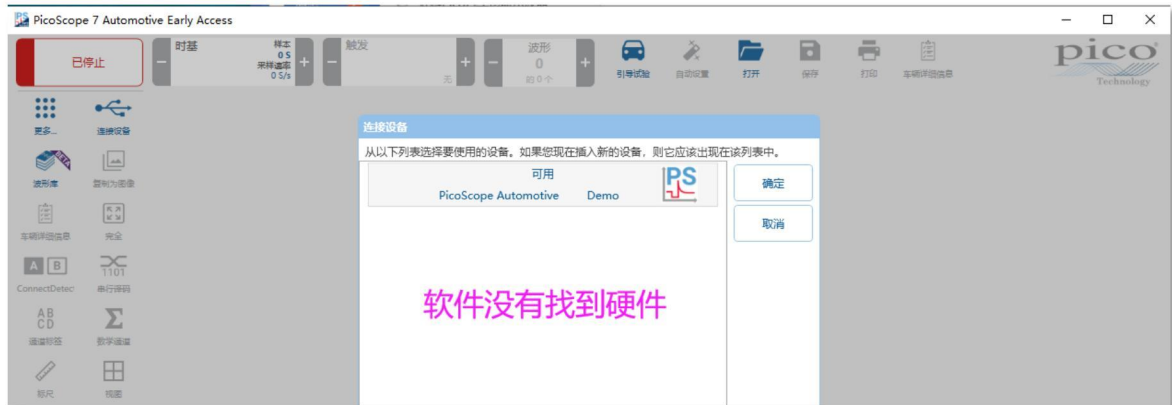 PicoScope 7 Automotive Early Access
已停止
时基
样本
0 S
采样速率
0 S/s
触发
无
波形
0
的 0 个
引导试验
自动设置
打开
保存
打印
车辆详细信息
pico
Technology
更多...
连接设备
波形库
BETA
复制为图像
车辆详细信息
完全
A B
ConnectDetec
1101
串行解码
AB
CD
通道标签
Σ
数学通道
标尺
视图
连接设备
从以下列表选择要使用的设备。如果您现在插入新的设备，则它应该出现在该列表中。
可用
PicoScope Automotive Demo
PS
确定
取消
软件没有找到硬件